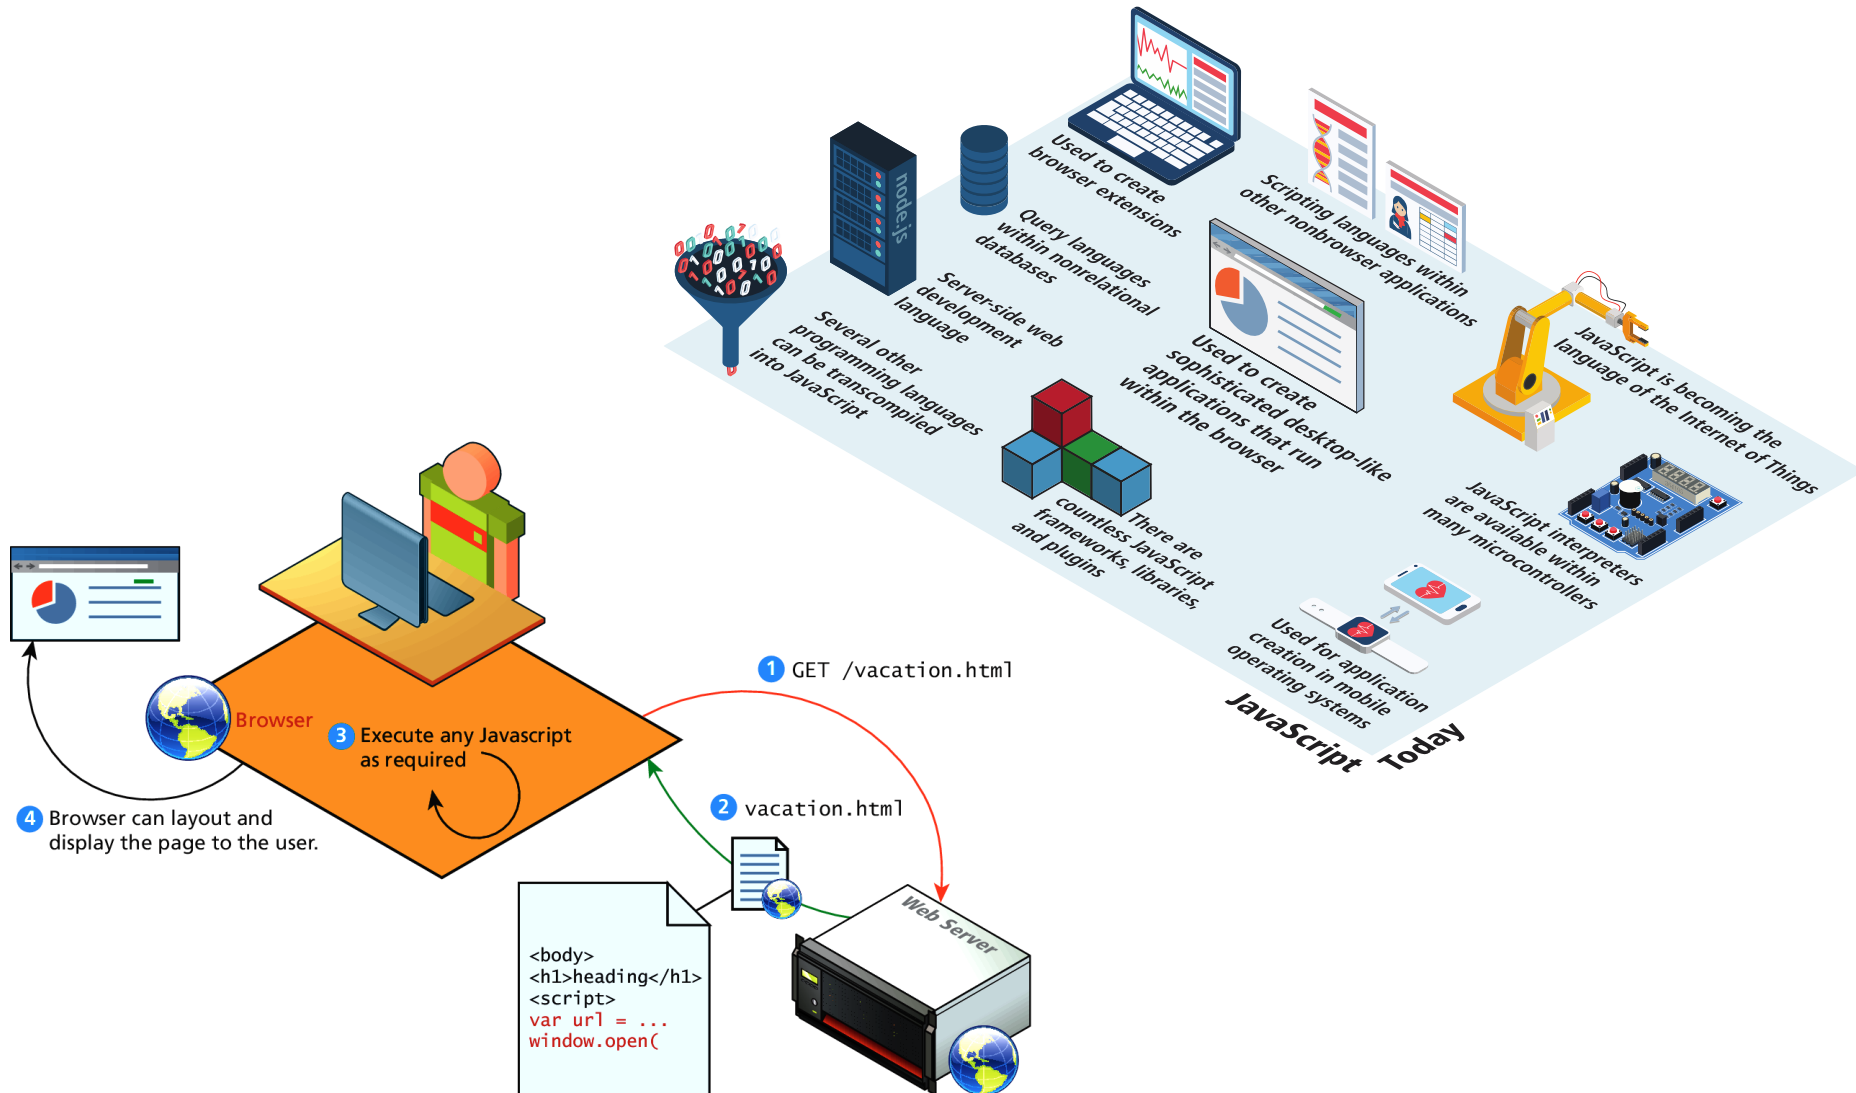 Used to create
browser extensions
Scripting languages within
other nonbrowser applications
node.js
Query languages
within nonrelational
databases
Server-side web
development
language
Several other
programming languages
can be transcompiled
into JavaScript
Used to create
sophisticated desktop-like
applications that run
within the browser
JavaScript is becoming the
language of the Internet of Things
There are
countless JavaScript
frameworks, libraries,
and plugins
JavaScript interpreters
are available within
many microcontrollers
Used for application
creation in mobile
operating systems
JavaScript
Today
1 GET /vacation.html
Browser
3 Execute any Javascript
as required
2 vacation.html
4 Browser can layout and
display the page to the user.
Web Server
<body>
<h1>heading</h1>
<script>
var url = ...
window.open(